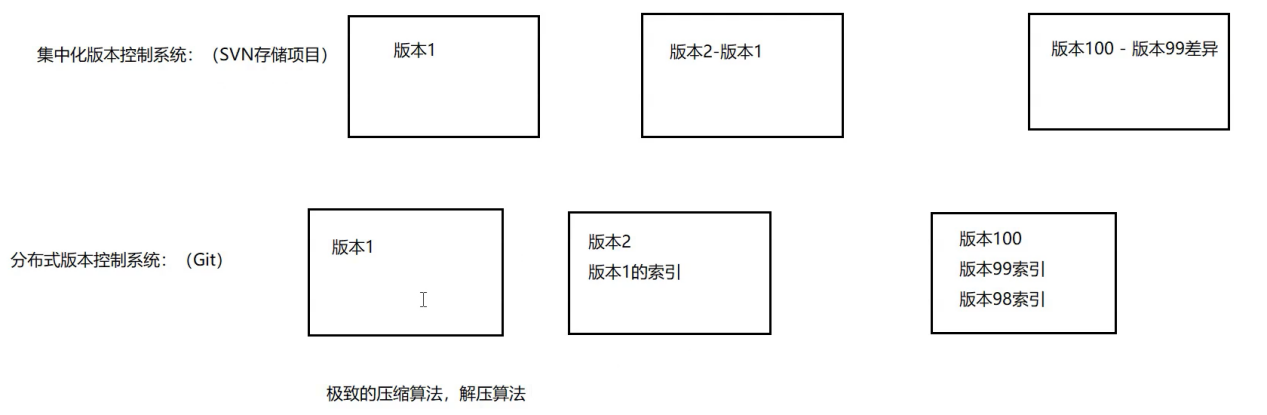 集中化版本控制系统：（SVN存储项目）
版本1
版本2-版本1
版本100 - 版本99差异
分布式版本控制系统：（Git）
版本1
版本2
版本1的索引
版本100
版本99索引
版本98索引
极致的压缩算法，解压算法